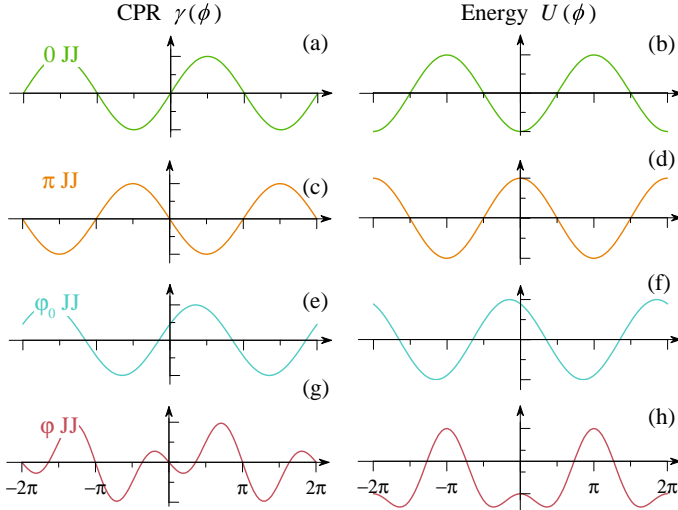 CPR γ(ϕ) Energy U(ϕ)
0 JJ (a) (b)
π JJ (c) (d)
φ₀ JJ (e) (f)
φ JJ (g) (h)
−2π −π π 2π −2π −π π 2π